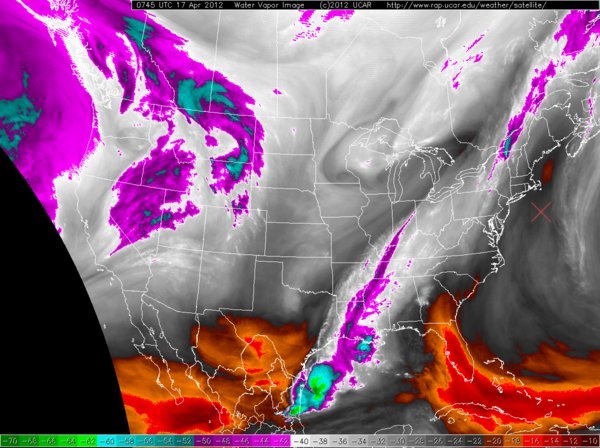 0745 UTC 17 Apr 2012 Water Vapor Image (c)2012 UCAR http://www.rap.ucar.edu/weather/satellite/
-70 -68 -66 -64 -62 -60 -58 -56 -54 -52 -50 -48 -46 -44 -42 -40 -38 -36 -34 -32 -30 -28 -26 -24 -22 -20 -18 -16 -14 -12 -10